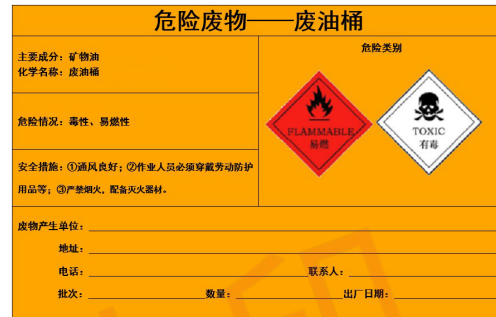 危险废物——废油桶
主要成分：矿物油
化学名称：废油桶
危险类别
危险情况：毒性、易燃性
FLAMMABLE
易燃
TOXIC
有毒
安全措施：①通风良好；②作业人员必须穿戴劳动防护
用品等；③严禁烟火，配备灭火器材。
废物产生单位：
地址：
电话： 联系人：
批次： 数量： 出厂日期：